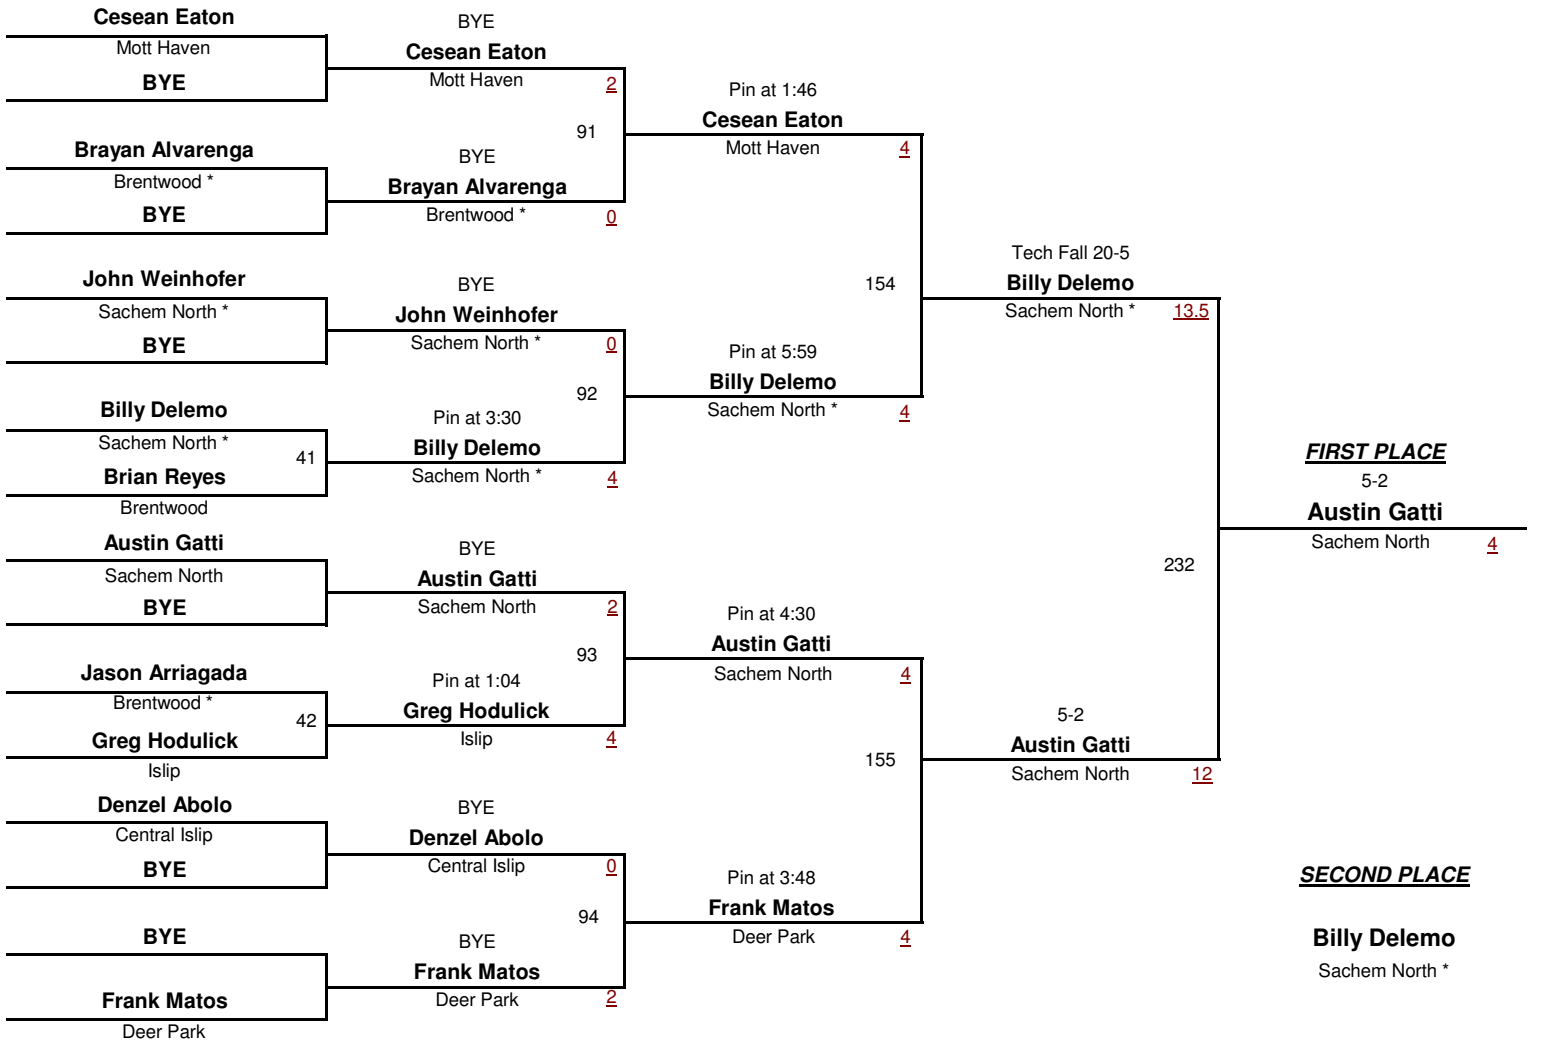 Cesean Eaton
Mott Haven
BYE
Brayan Alvarenga
Brentwood *
BYE
John Weinhofer
Sachem North *
BYE
Billy Delemo
Sachem North *
41
Brian Reyes
Brentwood
Austin Gatti
Sachem North
BYE
Jason Arriagada
Brentwood *
42
Greg Hodulick
Islip
Denzel Abolo
Central Islip
BYE
BYE
Frank Matos
Deer Park
BYE
Cesean Eaton
Mott Haven
2
91
BYE
Brayan Alvarenga
Brentwood *
0
BYE
John Weinhofer
Sachem North *
0
92
Pin at 3:30
Billy Delemo
Sachem North *
4
BYE
Austin Gatti
Sachem North
2
93
Pin at 1:04
Greg Hodulick
Islip
4
BYE
Denzel Abolo
Central Islip
0
94
BYE
Frank Matos
Deer Park
2
Pin at 1:46
Cesean Eaton
Mott Haven
4
154
Pin at 5:59
Billy Delemo
Sachem North *
4
Pin at 4:30
Austin Gatti
Sachem North
4
155
Pin at 3:48
Frank Matos
Deer Park
4
Tech Fall 20-5
Billy Delemo
Sachem North *
13.5
232
5-2
Austin Gatti
Sachem North
12
FIRST PLACE
5-2
Austin Gatti
Sachem North
4
SECOND PLACE
Billy Delemo
Sachem North *